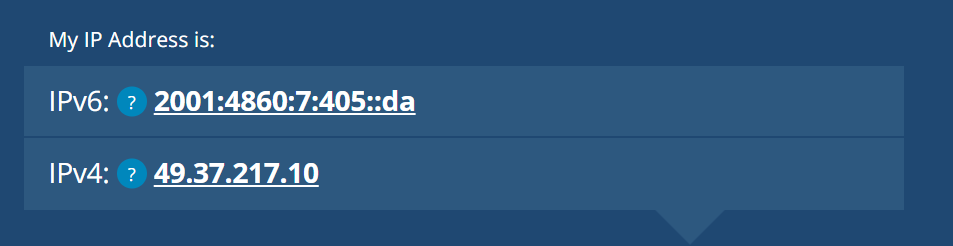 My IP Address is:
IPv6: ? 2001:4860:7:405::da
IPv4: ? 49.37.217.10